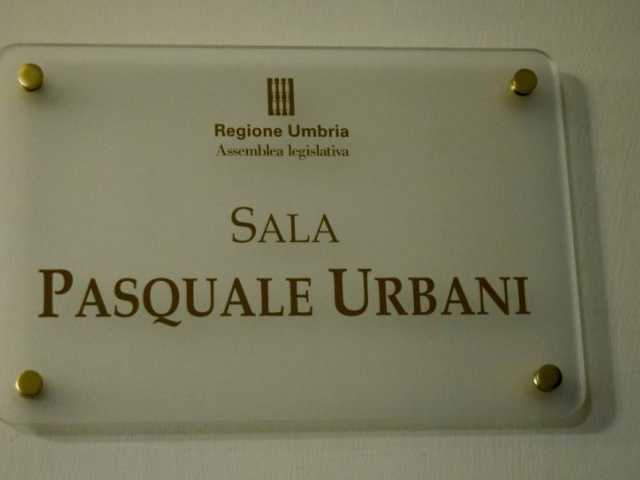 Regione Umbria
Assemblea legislativa
SALA
PASQUALE URBANI